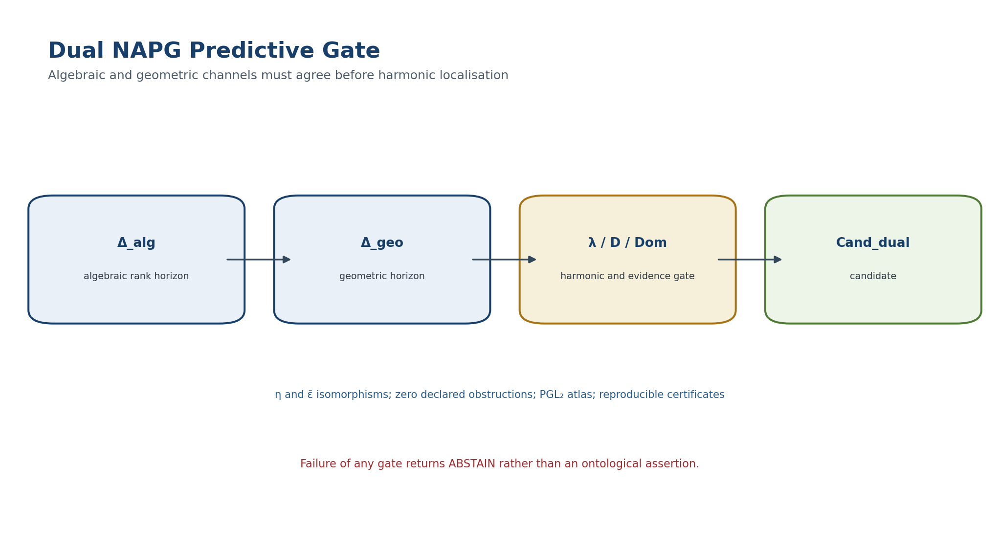 Dual NAPG Predictive Gate
Algebraic and geometric channels must agree before harmonic localisation
Δ_alg
algebraic rank horizon
Δ_geo
geometric horizon
λ / D / Dom
harmonic and evidence gate
Cand_dual
candidate
η and ε̄ isomorphisms; zero declared obstructions; PGL₂ atlas; reproducible certificates
Failure of any gate returns ABSTAIN rather than an ontological assertion.